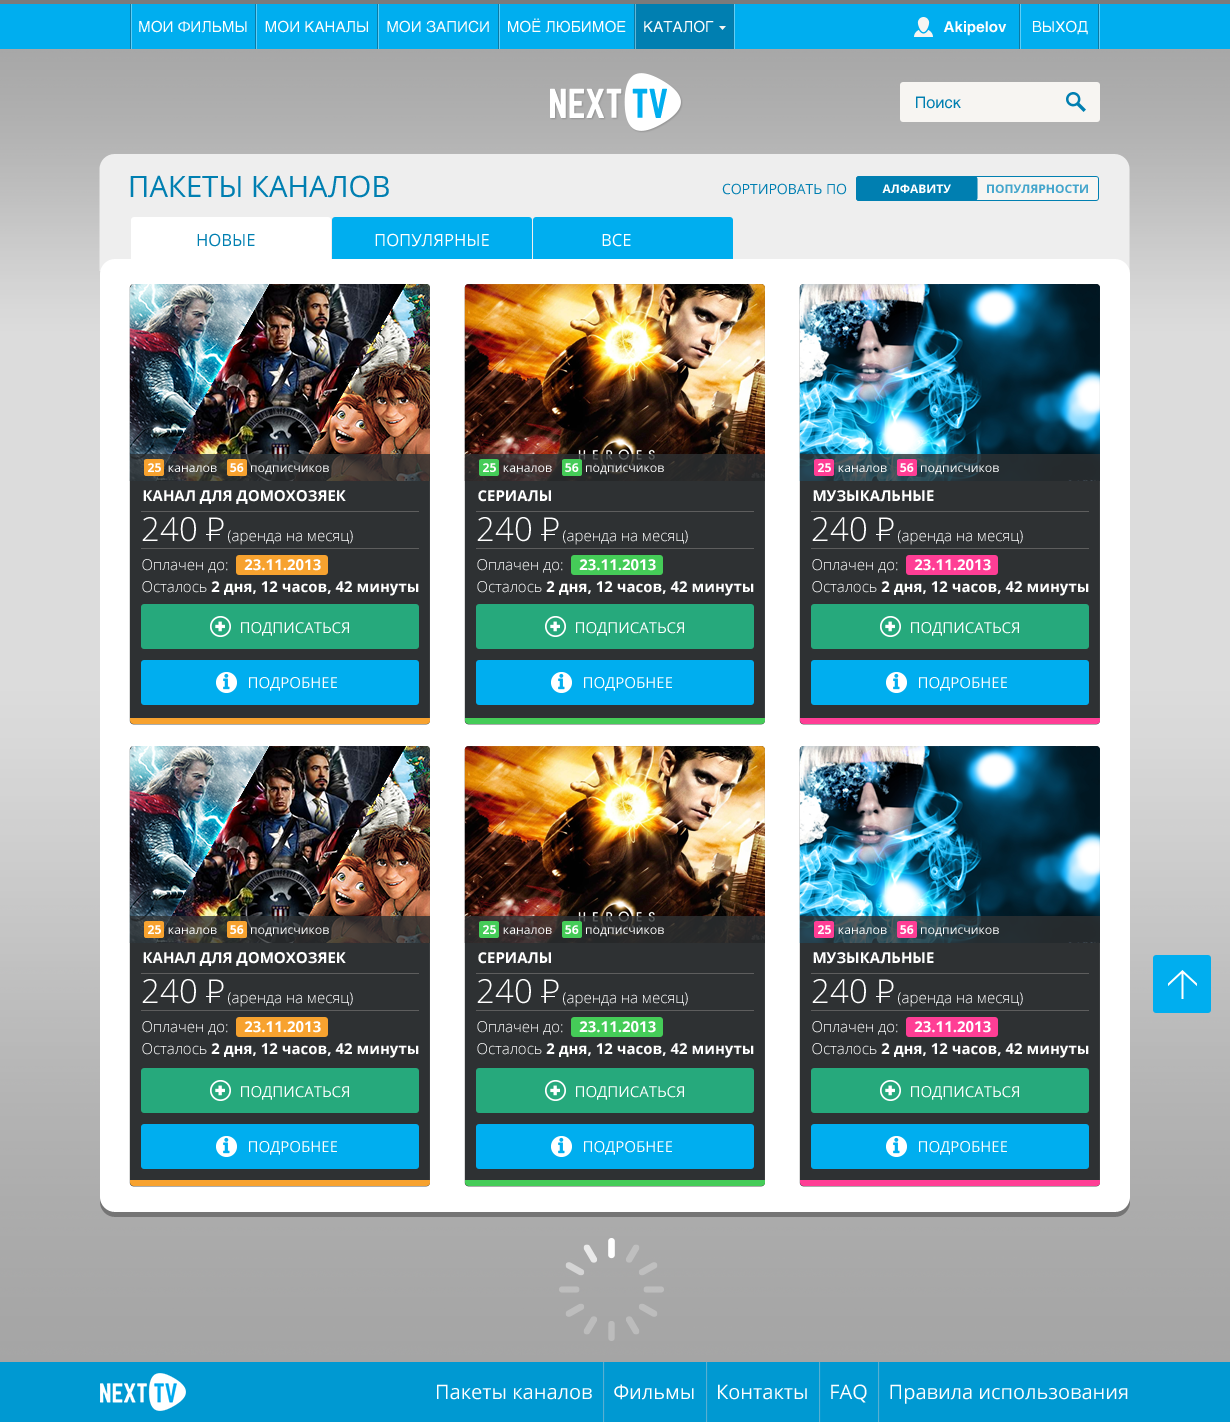 МОИ ФИЛЬМЫ МОИ КАНАЛЫ МОИ ЗАПИСИ МОЁ ЛЮБИМОЕ КАТАЛОГ Akipelov ВЫХОД
NEXT TV Поиск
ПАКЕТЫ КАНАЛОВ СОРТИРОВАТЬ ПО АЛФАВИТУ ПОПУЛЯРНОСТИ
НОВЫЕ ПОПУЛЯРНЫЕ ВСЕ
HEROES
25 каналов 56 подписчиков 25 каналов 56 подписчиков 25 каналов 56 подписчиков
КАНАЛ ДЛЯ ДОМОХОЗЯЕК СЕРИАЛЫ МУЗЫКАЛЬНЫЕ
240 ₽ (аренда на месяц) 240 ₽ (аренда на месяц) 240 ₽ (аренда на месяц)
Оплачен до: 23.11.2013 Оплачен до: 23.11.2013 Оплачен до: 23.11.2013
Осталось 2 дня, 12 часов, 42 минуты Осталось 2 дня, 12 часов, 42 минуты Осталось 2 дня, 12 часов, 42 минуты
ПОДПИСАТЬСЯ ПОДПИСАТЬСЯ ПОДПИСАТЬСЯ
ПОДРОБНЕЕ ПОДРОБНЕЕ ПОДРОБНЕЕ
HEROES
25 каналов 56 подписчиков 25 каналов 56 подписчиков 25 каналов 56 подписчиков
КАНАЛ ДЛЯ ДОМОХОЗЯЕК СЕРИАЛЫ МУЗЫКАЛЬНЫЕ
240 ₽ (аренда на месяц) 240 ₽ (аренда на месяц) 240 ₽ (аренда на месяц)
Оплачен до: 23.11.2013 Оплачен до: 23.11.2013 Оплачен до: 23.11.2013
Осталось 2 дня, 12 часов, 42 минуты Осталось 2 дня, 12 часов, 42 минуты Осталось 2 дня, 12 часов, 42 минуты
ПОДПИСАТЬСЯ ПОДПИСАТЬСЯ ПОДПИСАТЬСЯ
ПОДРОБНЕЕ ПОДРОБНЕЕ ПОДРОБНЕЕ
NEXT TV Пакеты каналов Фильмы Контакты FAQ Правила использования